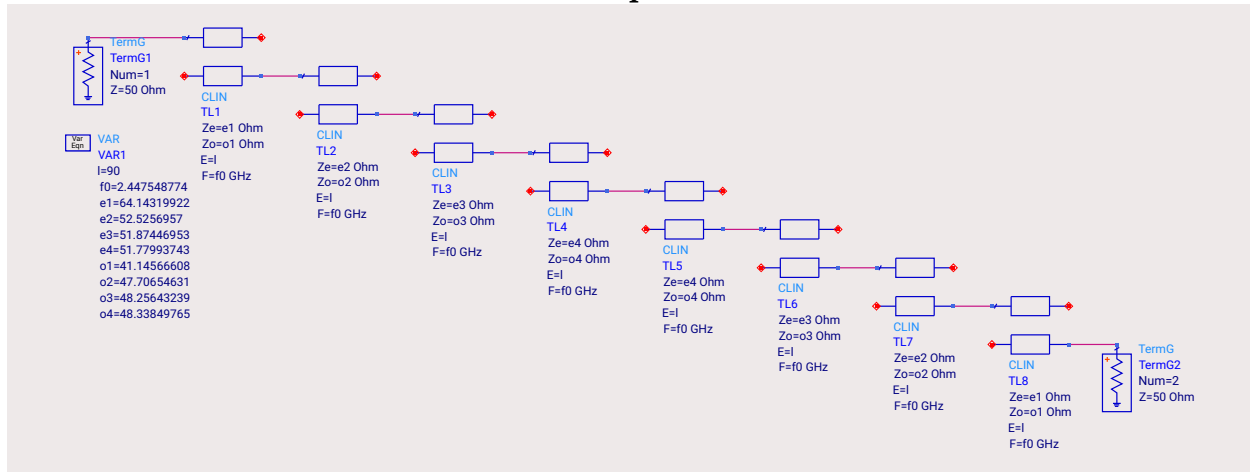 TermG
TermG1
Num=1
Z=50 Ohm
Var
Eqn
VAR
VAR1
l=90
f0=2.447548774
e1=64.14319922
e2=52.5256957
e3=51.87446953
e4=51.77993743
o1=41.14566608
o2=47.70654631
o3=48.25643239
o4=48.33849765
CLIN
TL1
Ze=e1 Ohm
Zo=o1 Ohm
E=l
F=f0 GHz
CLIN
TL2
Ze=e2 Ohm
Zo=o2 Ohm
E=l
F=f0 GHz
CLIN
TL3
Ze=e3 Ohm
Zo=o3 Ohm
E=l
F=f0 GHz
CLIN
TL4
Ze=e4 Ohm
Zo=o4 Ohm
E=l
F=f0 GHz
CLIN
TL5
Ze=e4 Ohm
Zo=o4 Ohm
E=l
F=f0 GHz
CLIN
TL6
Ze=e3 Ohm
Zo=o3 Ohm
E=l
F=f0 GHz
CLIN
TL7
Ze=e2 Ohm
Zo=o2 Ohm
E=l
F=f0 GHz
CLIN
TL8
Ze=e1 Ohm
Zo=o1 Ohm
E=l
F=f0 GHz
TermG
TermG2
Num=2
Z=50 Ohm